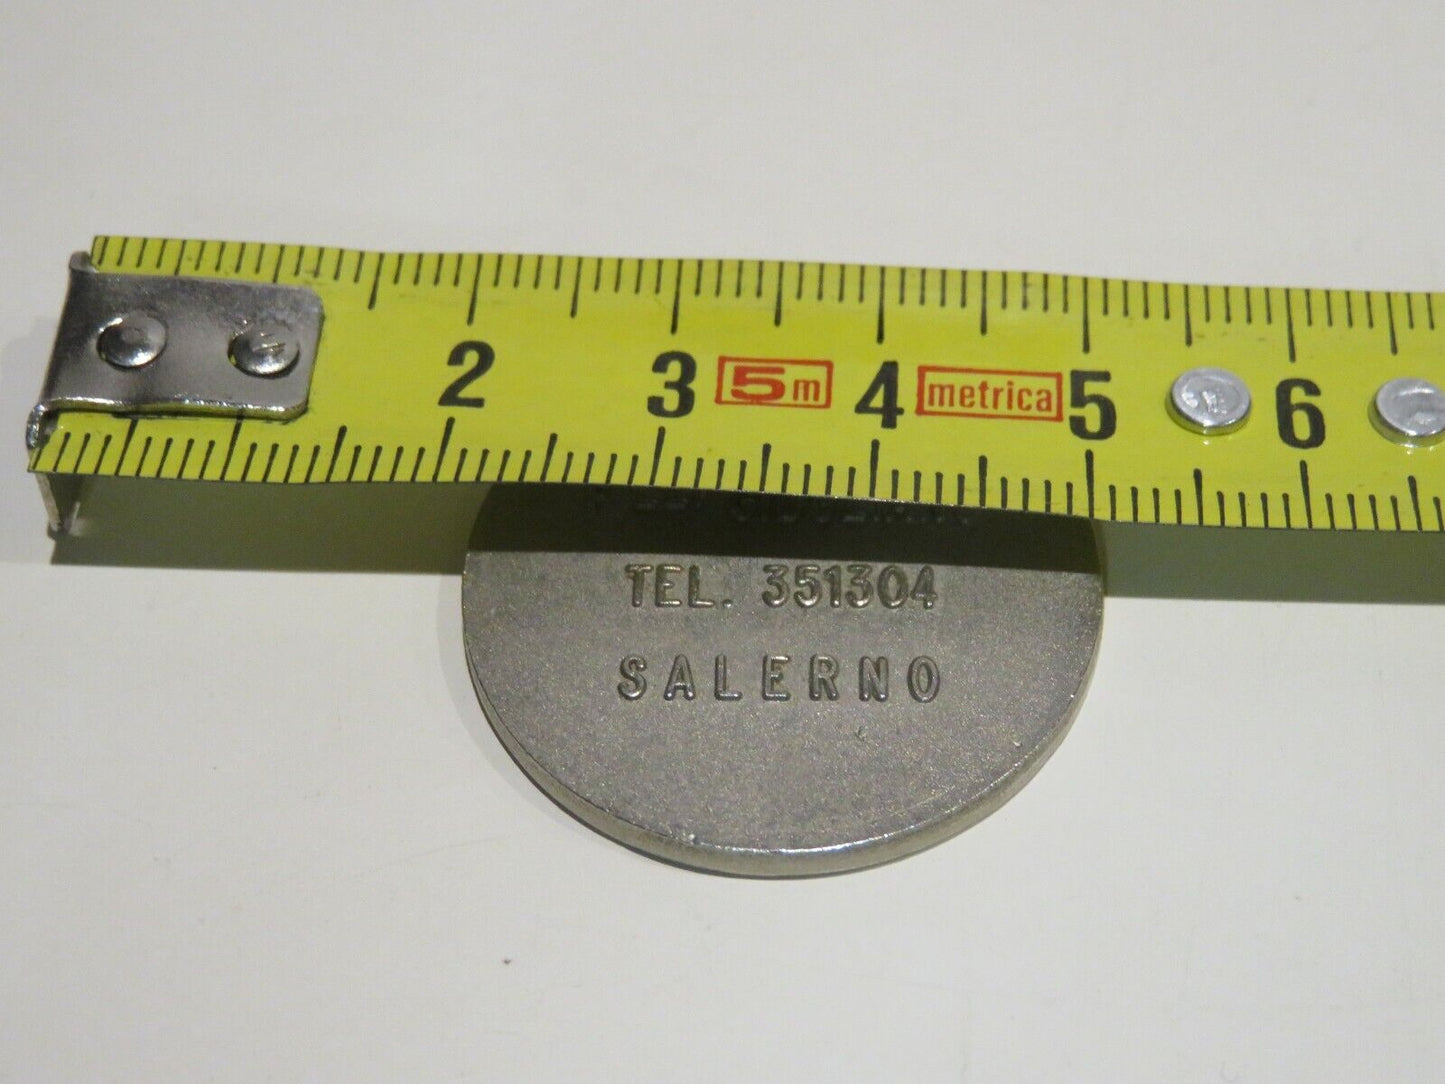 2 3 5m 4 metrica 5 6
TEL. 351304
SALERNO